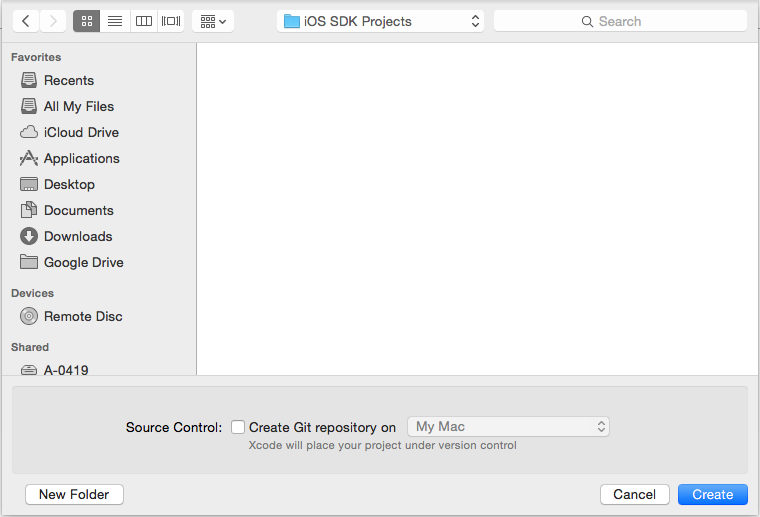 iOS SDK Projects
Search
Favorites
Recents
All My Files
iCloud Drive
Applications
Desktop
Documents
Downloads
Google Drive
Devices
Remote Disc
Shared
A-0419
Source Control: Create Git repository on My Mac
Xcode will place your project under version control
New Folder
Cancel
Create